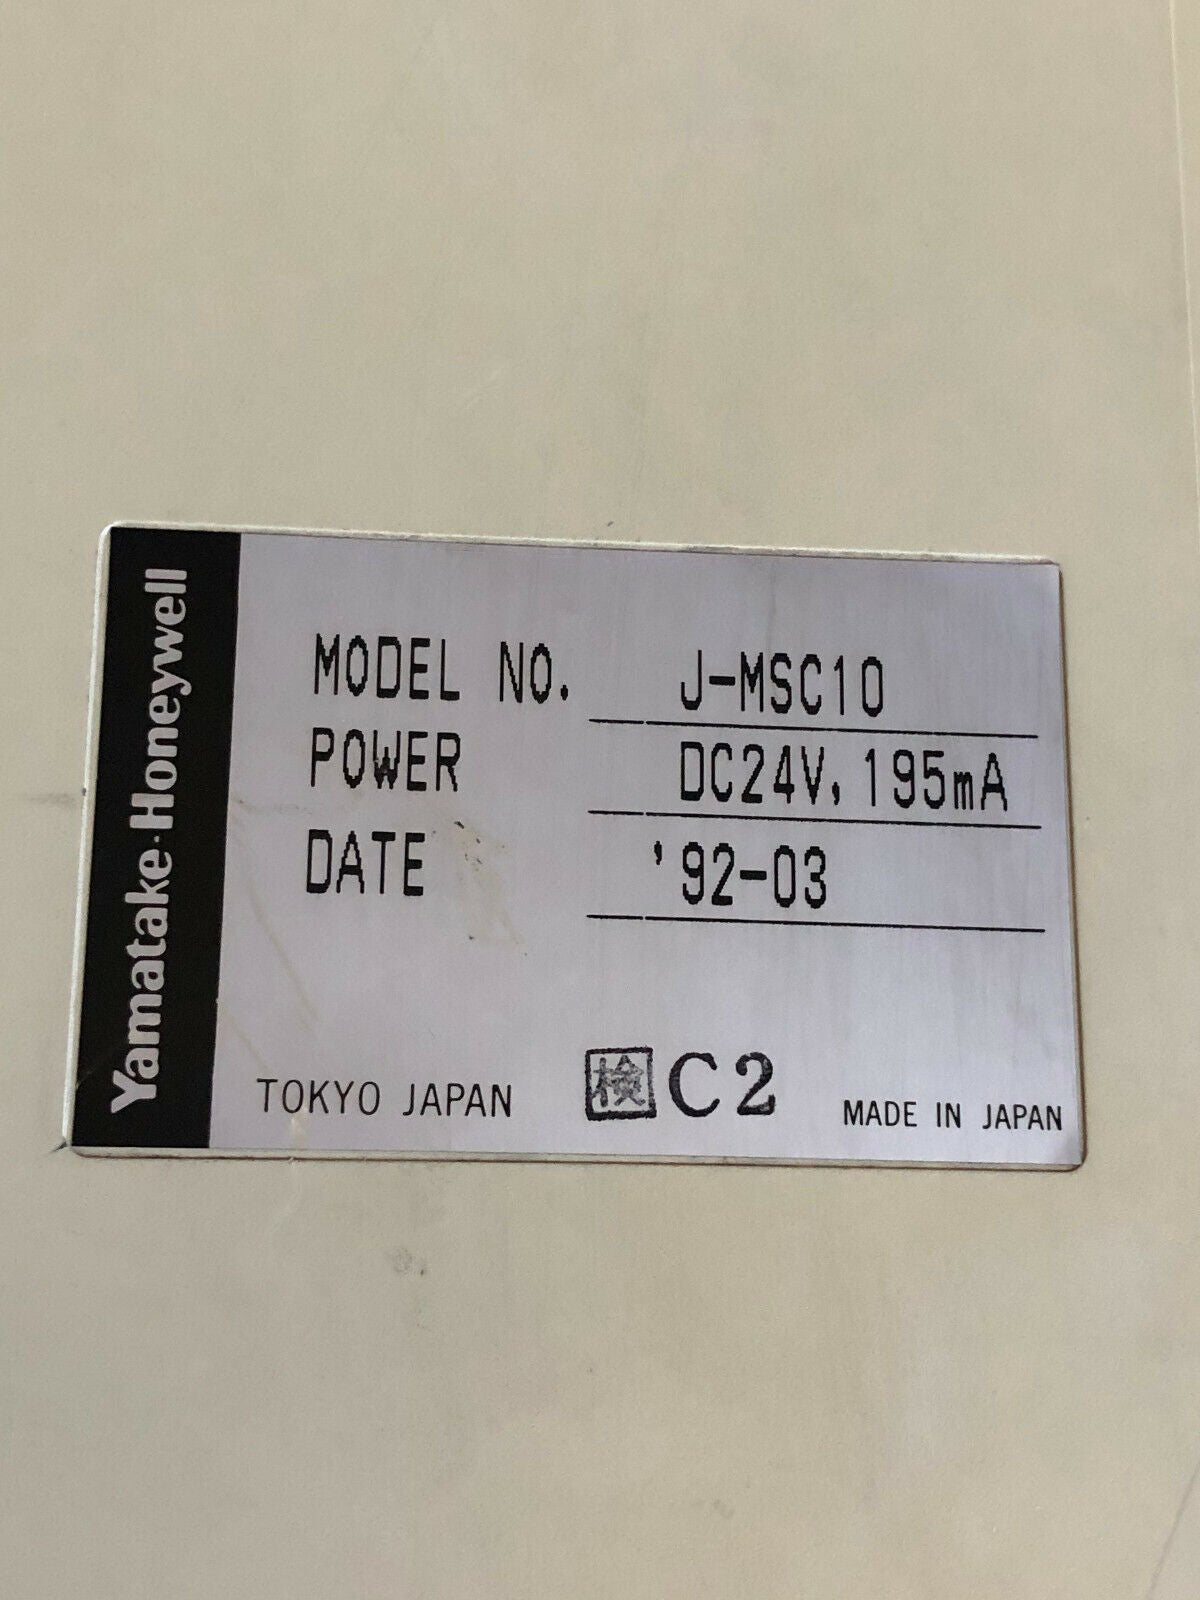 Yamatake·Honeywell
MODEL NO. J-MSC10
POWER DC24V, 195mA
DATE '92-03
TOKYO JAPAN 検 C2 MADE IN JAPAN